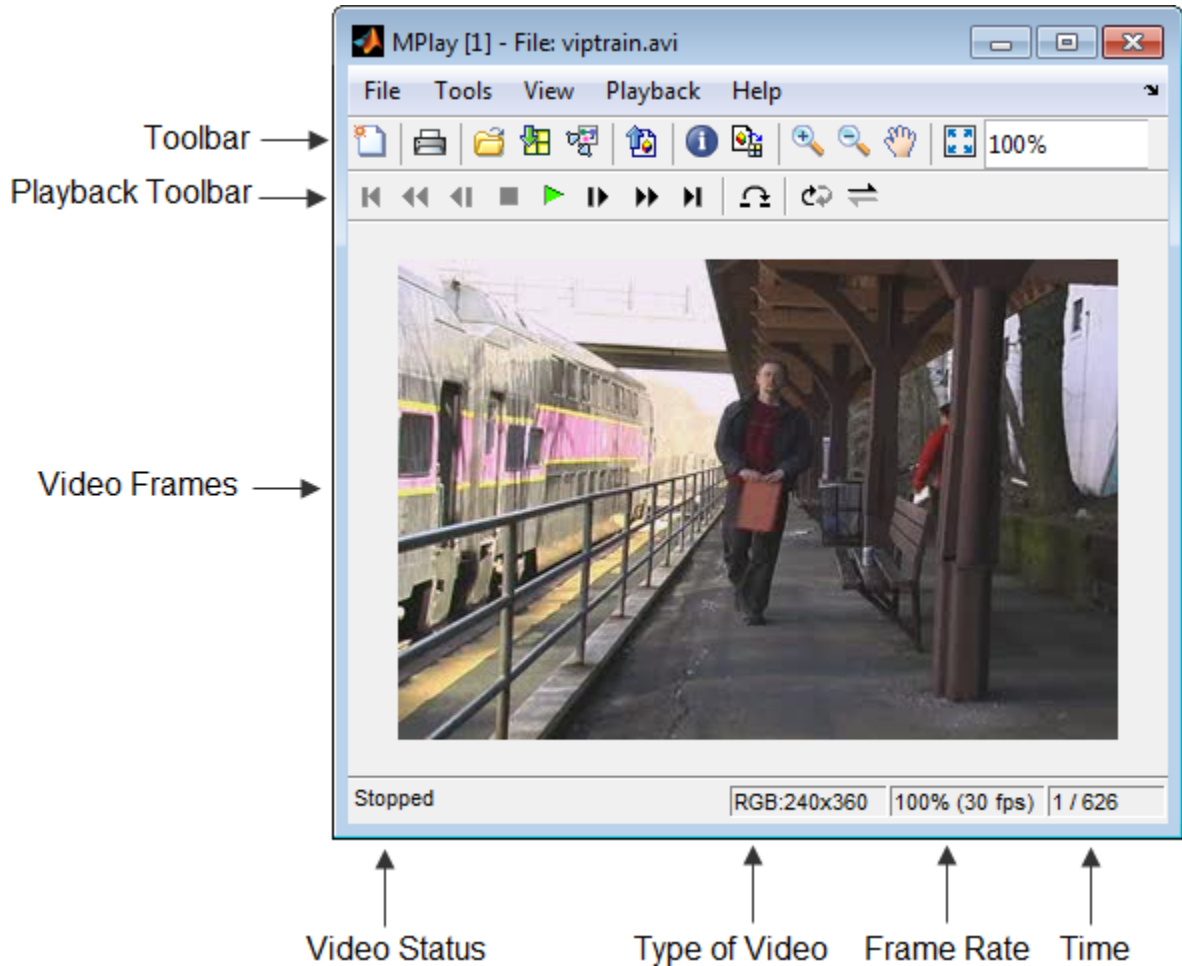 MPlay [1] - File: viptrain.avi
File Tools View Playback Help
Toolbar
100%
Playback Toolbar
Video Frames
Stopped
RGB:240x360
100% (30 fps)
1 / 626
Video Status
Type of Video
Frame Rate
Time